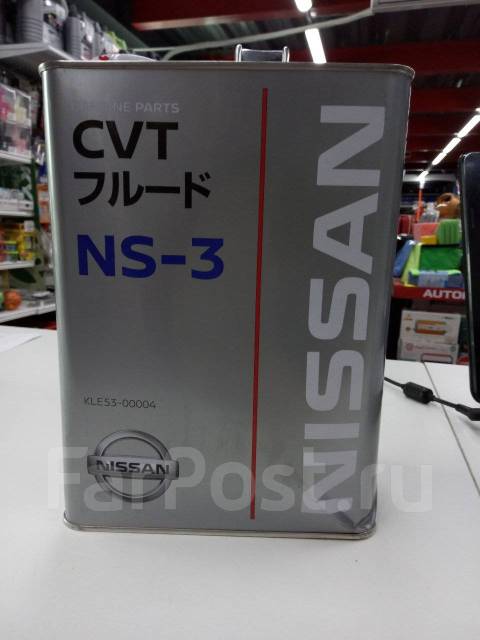 GENUINE PARTS
CVT
フルード
NS-3
NISSAN
KLE53-00004
NISSAN
FarPost.ru
AUTO